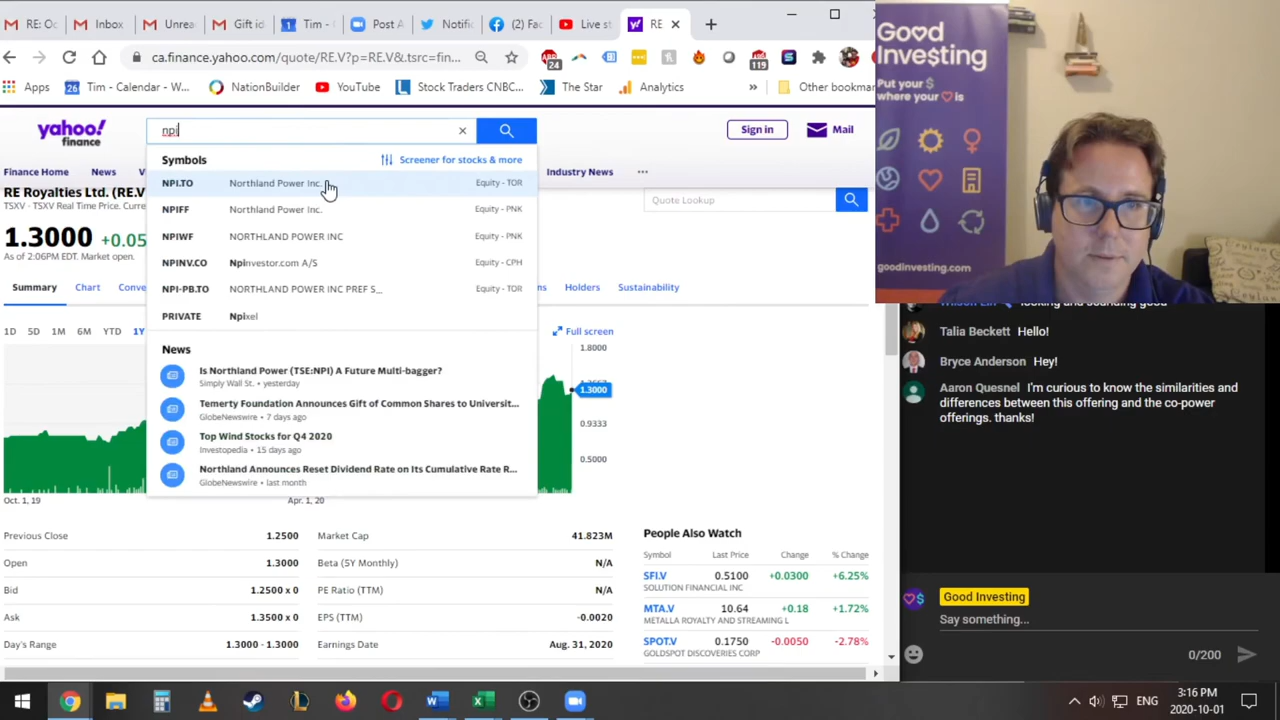 RE: Oc
Inbox
Unrea
Gift id
Tim -
Post A
Notific
(2) Fac
Live st
RE
ca.finance.yahoo.com/quote/RE.V?p=RE.V&.tsrc=fin...
24
119
Apps
26
Tim - Calendar - W...
NationBuilder
YouTube
Stock Traders CNBC...
The Star
Analytics
»
Other bookmar
yahoo!
finance
npi
Sign in
Mail
Symbols
Screener for stocks & more
Finance Home
News
Industry News
...
NPI.TO Northland Power Inc. Equity - TOR
NPIFF Northland Power Inc. Equity - PNK
NPIWF NORTHLAND POWER INC Equity - PNK
NPINV.CO Npinvestor.com A/S Equity - CPH
NPI-PB.TO NORTHLAND POWER INC PREF S_ Equity - TOR
PRIVATE Npixel
News
Is Northland Power (TSE:NPI) A Future Multi-bagger?
Simply Wall St. • yesterday
Temerty Foundation Announces Gift of Common Shares to Universit...
GlobeNewswire • 7 days ago
Top Wind Stocks for Q4 2020
Investopedia • 15 days ago
Northland Announces Reset Dividend Rate on Its Cumulative Rate R...
GlobeNewswire • last month
RE Royalties Ltd. (RE.V
TSXV - TSXV Real Time Price. Curre
1.3000 +0.05
As of 2:06PM EDT. Market open.
Quote Lookup
Summary
Chart
Conve
ns
Holders
Sustainability
1D 5D 1M 6M YTD 1Y
Full screen
1.8000
1.3000
0.9333
0.5000
Oct. 1, 19
Apr. 1, 20
Previous Close 1.2500
Open 1.3000
Bid 1.2500 x 0
Ask 1.3500 x 0
Day's Range 1.3000 - 1.3000
Market Cap 41.823M
Beta (5Y Monthly) N/A
PE Ratio (TTM) N/A
EPS (TTM) -0.0020
Earnings Date Aug. 31, 2020
People Also Watch
Symbol Last Price Change % Change
SFI.V 0.5100 +0.0300 +6.25%
SOLUTION FINANCIAL INC
MTA.V 10.64 +0.18 +1.72%
METALLA ROYALTY AND STREAMING L
SPOT.V 0.1750 -0.0050 -2.78%
GOLDSPOT DISCOVERIES CORP
Good
Investing
Put your $
where your is
goodinvesting.com
looking and sounding good
Talia Beckett Hello!
Bryce Anderson Hey!
Aaron Quesnel I'm curious to know the similarities and
differences between this offering and the co-power
offerings. thanks!
Good Investing
Say something...
0/200
ENG
3:16 PM
2020-10-01